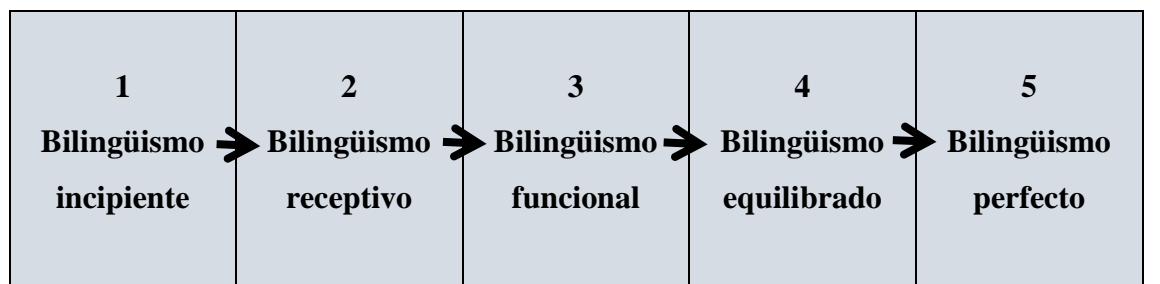 1
Bilingüismo
incipiente
2
Bilingüismo
receptivo
3
Bilingüismo
funcional
4
Bilingüismo
equilibrado
5
Bilingüismo
perfecto